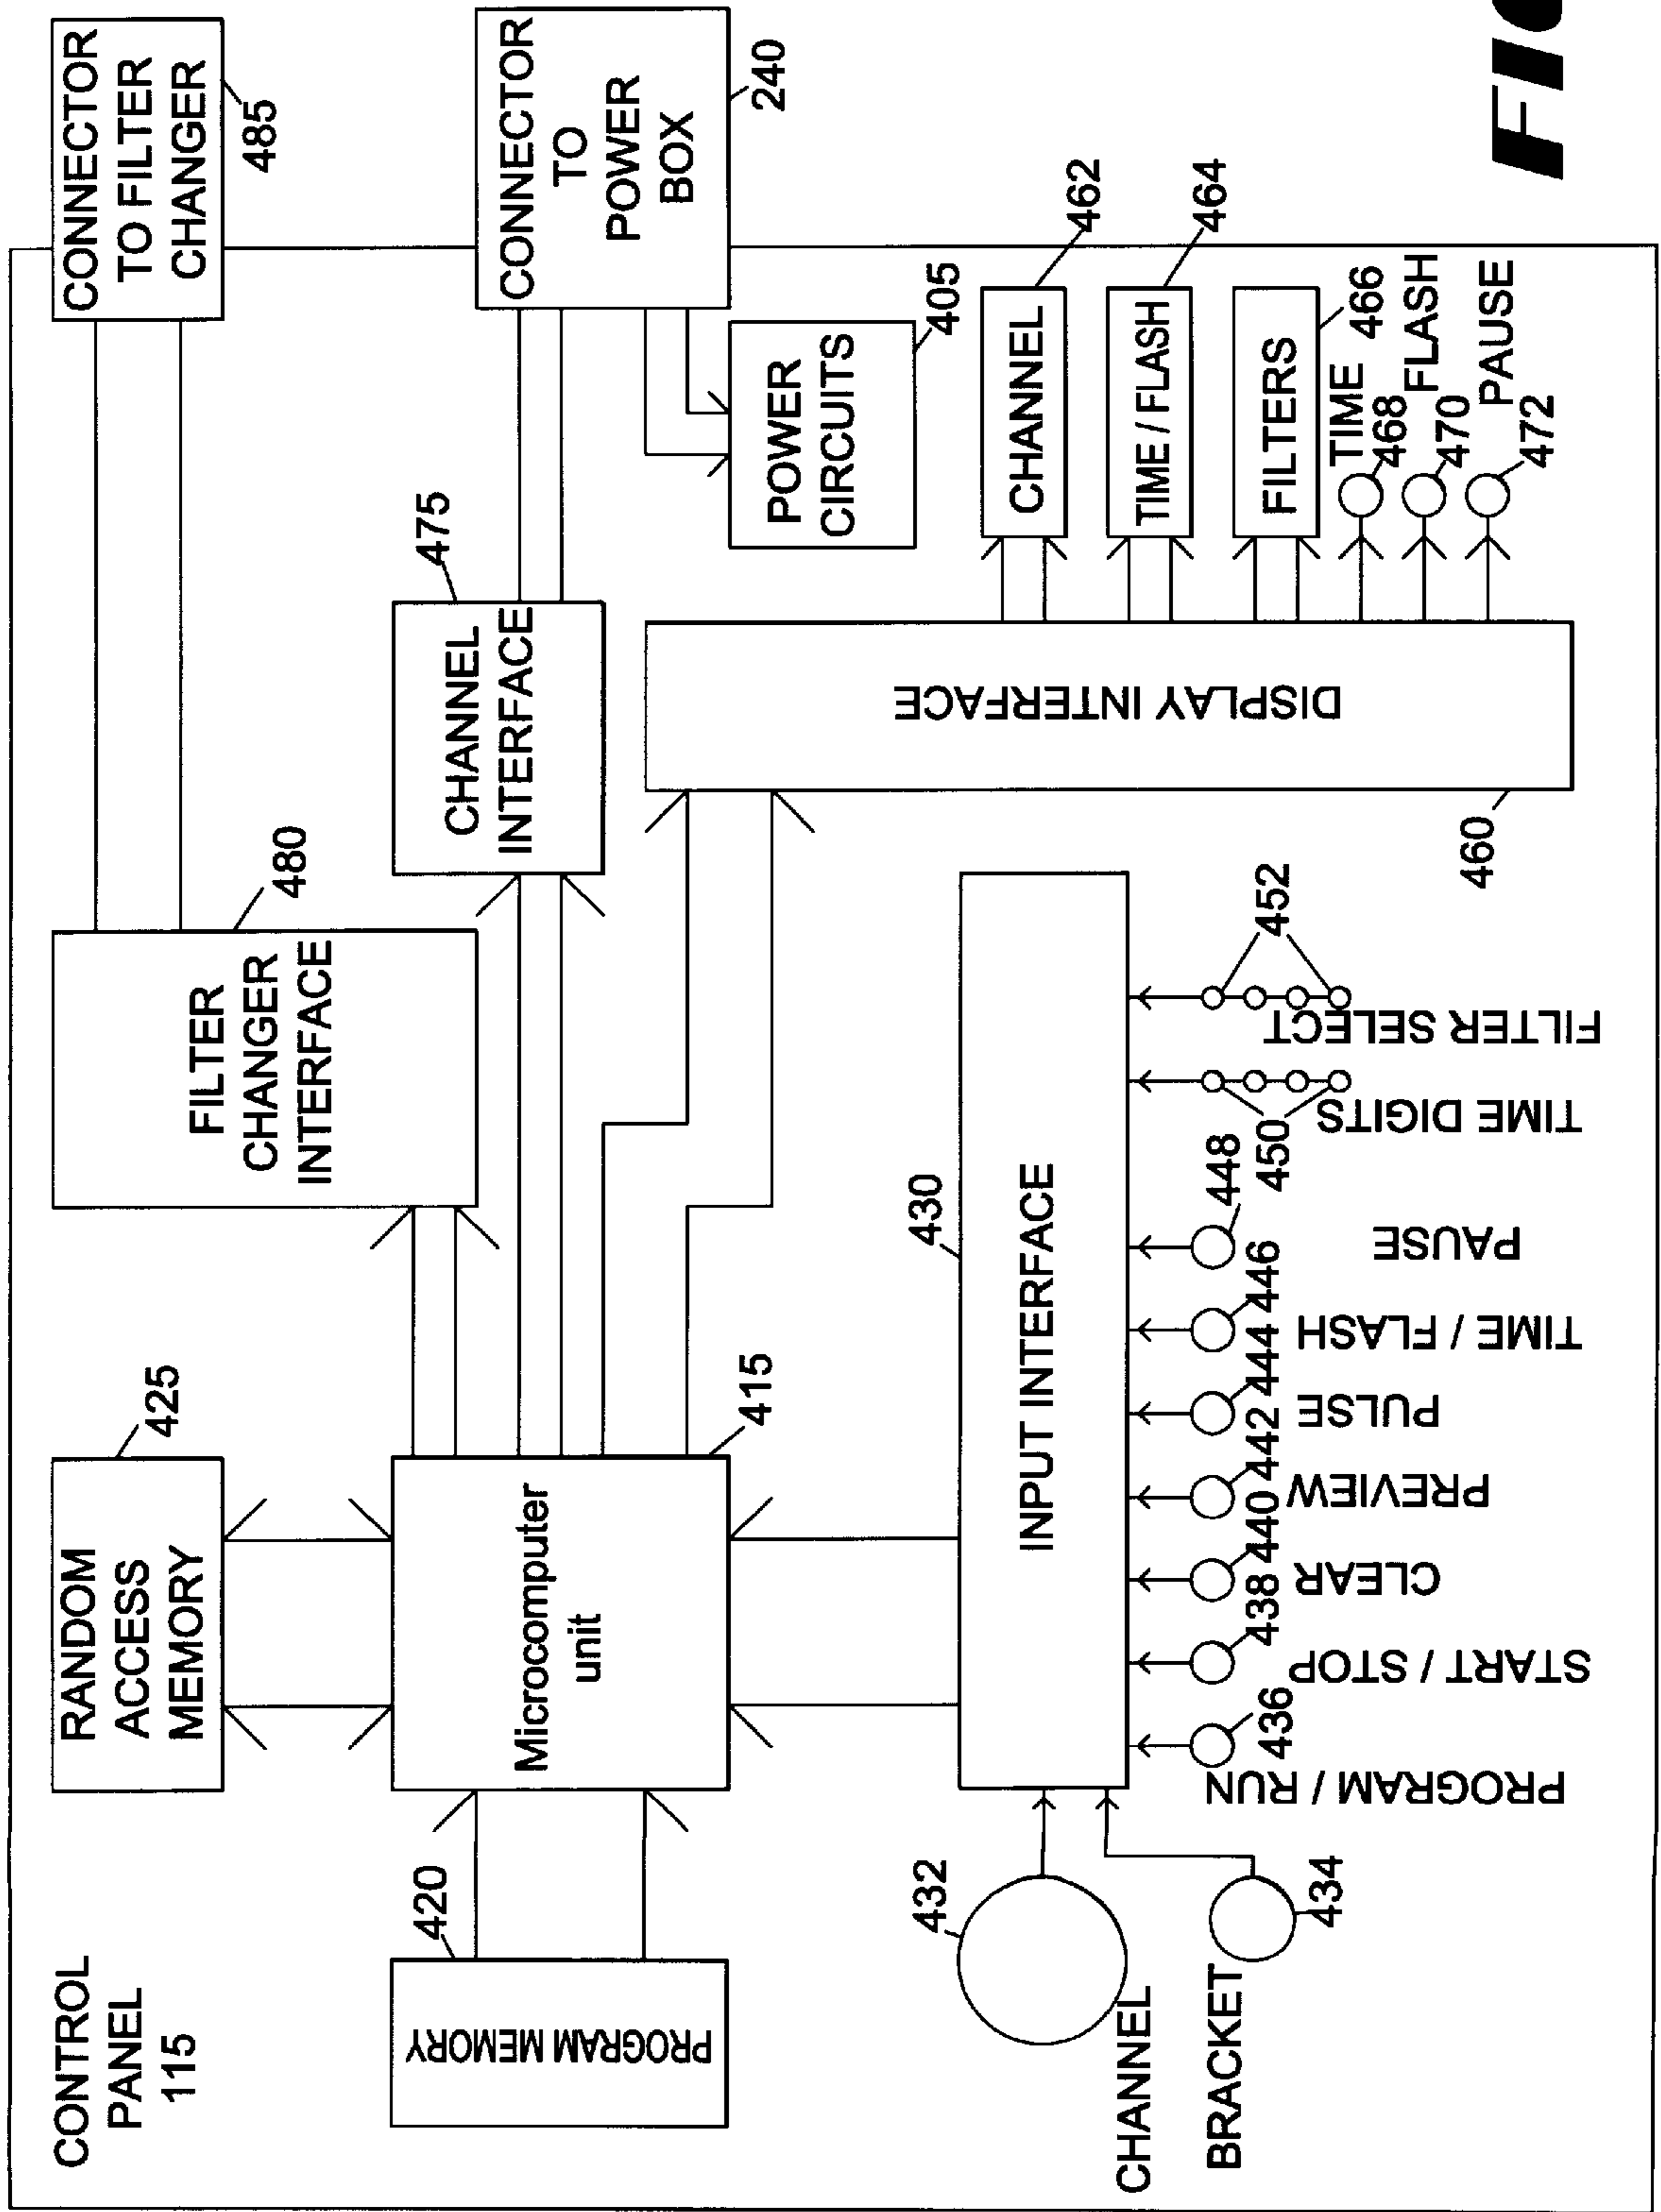 CONTROL
PANEL
115
RANDOM
ACCESS
MEMORY
425
FILTER
CHANGER
INTERFACE
480
CONNECTOR
TO FILTER
CHANGER
485
PROGRAM MEMORY
420
Microcomputer
unit
415
CHANNEL
INTERFACE
475
CONNECTOR
TO
POWER
BOX
240
POWER
CIRCUITS
405
DISPLAY INTERFACE
460
CHANNEL
462
TIME / FLASH
464
FILTERS
466
TIME
468
FLASH
470
PAUSE
472
INPUT INTERFACE
430
432
CHANNEL
434
BRACKET
436
PROGRAM / RUN
438
START / STOP
440
CLEAR
442
PREVIEW
444
PULSE
446
TIME / FLASH
448
PAUSE
450
TIME DIGITS
452
FILTER SELECT